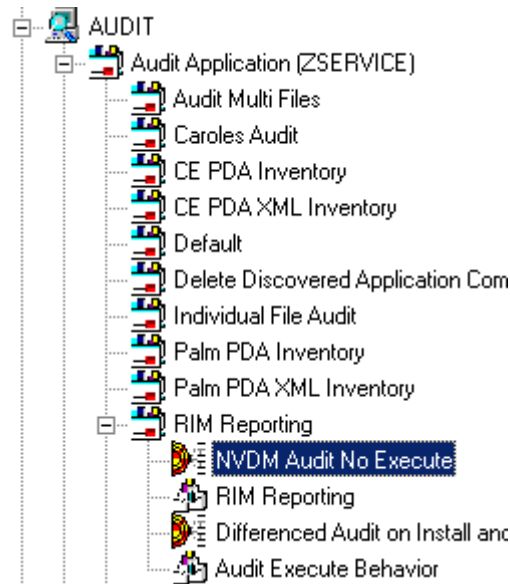 AUDIT
Audit Application (ZSERVICE)
Audit Multi Files
Caroles Audit
CE PDA Inventory
CE PDA XML Inventory
Default
Delete Discovered Application Com
Individual File Audit
Palm PDA Inventory
Palm PDA XML Inventory
RIM Reporting
NVDM Audit No Execute
RIM Reporting
Differenced Audit on Install and
Audit Execute Behavior